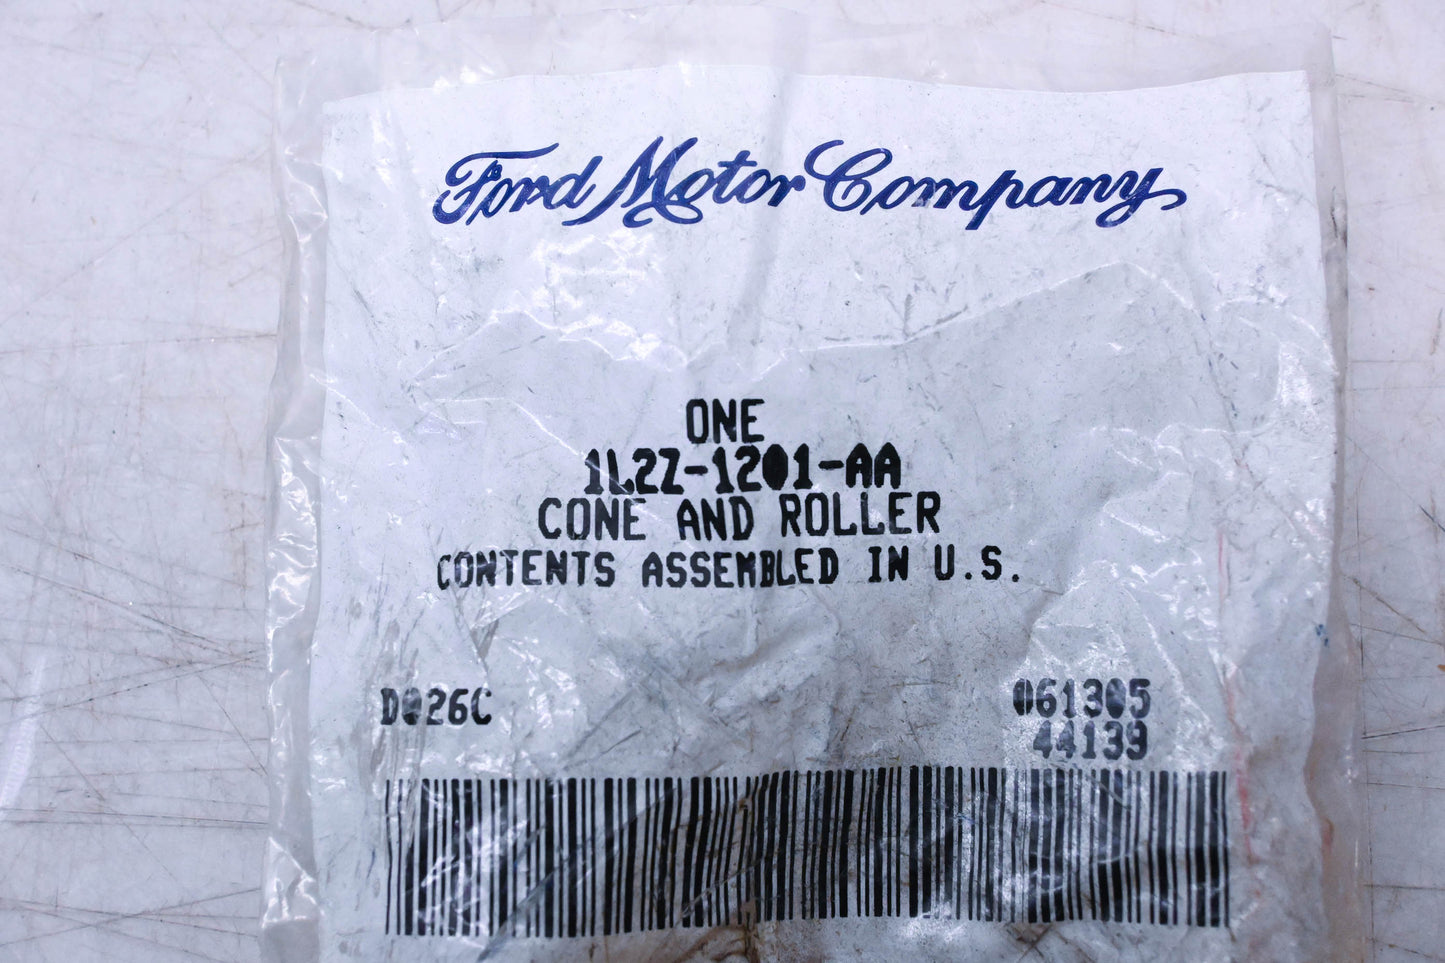 Ford Motor Company
ONE
1L2Z-1201-AA
CONE AND ROLLER
CONTENTS ASSEMBLED IN U.S.
D026C
061305
44139